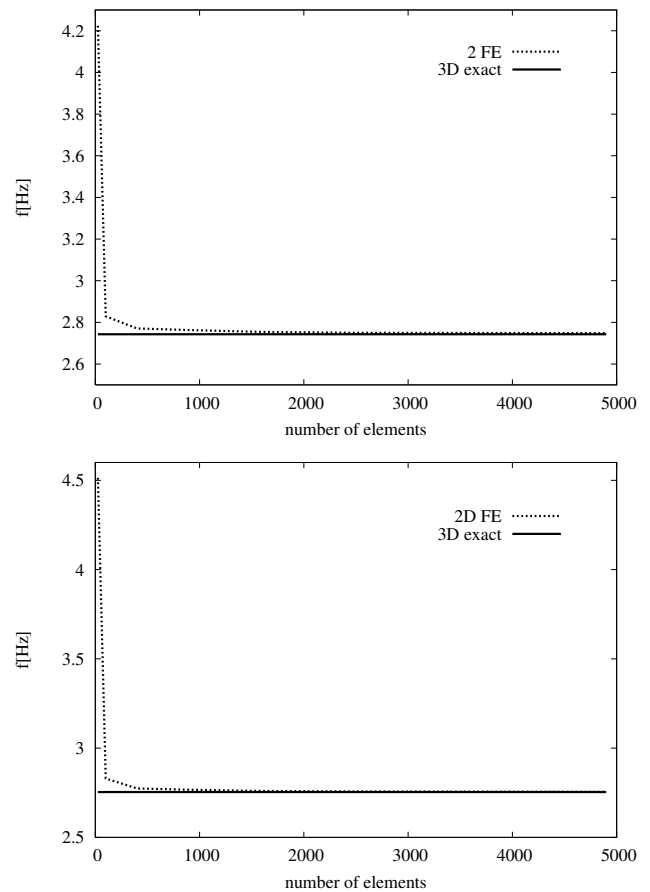 4.2
4
3.8
3.6
3.4
3.2
3
2.8
2.6
f[Hz]
2 FE
3D exact
0 1000 2000 3000 4000 5000
number of elements
4.5
4
3.5
3
2.5
f[Hz]
2D FE
3D exact
0 1000 2000 3000 4000 5000
number of elements